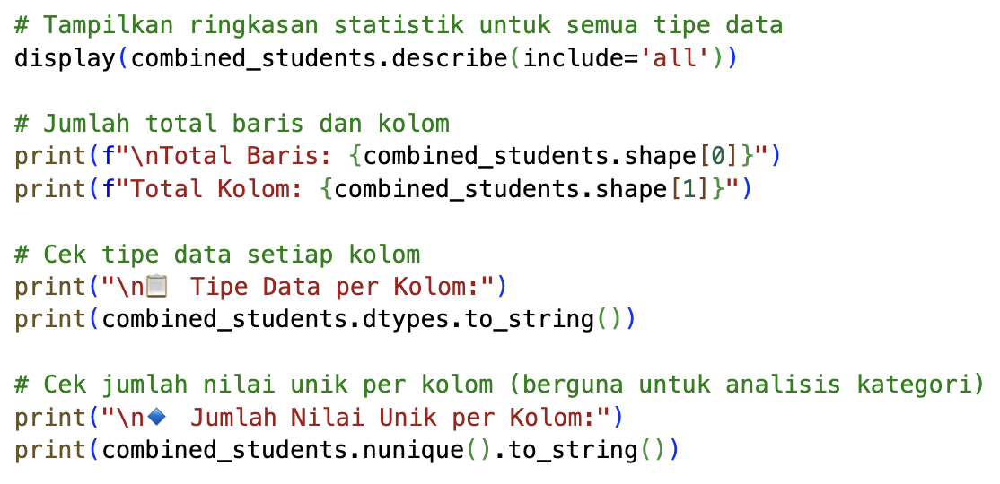 # Tampilkan ringkasan statistik untuk semua tipe data
display(combined_students.describe(include='all'))

# Jumlah total baris dan kolom
print(f"\nTotal Baris: {combined_students.shape[0]}")
print(f"Total Kolom: {combined_students.shape[1]}")

# Cek tipe data setiap kolom
print("\n📋 Tipe Data per Kolom:")
print(combined_students.dtypes.to_string())

# Cek jumlah nilai unik per kolom (berguna untuk analisis kategori)
print("\n🔹 Jumlah Nilai Unik per Kolom:")
print(combined_students.nunique().to_string())